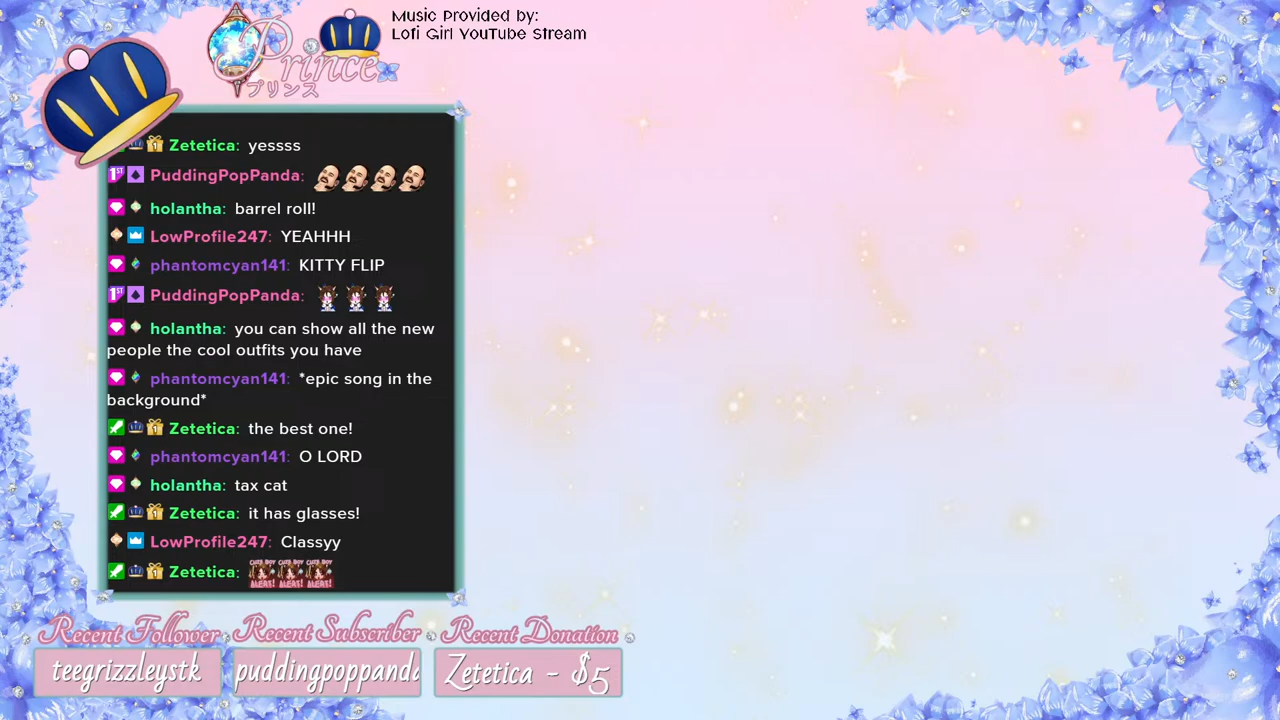 Music Provided by:
Lofi Girl YouTube Stream
Prince
プリンス
Zetetica: yessss
1ST PuddingPopPanda:
holantha: barrel roll!
LowProfile247: YEAHHH
phantomcyan141: KITTY FLIP
1ST PuddingPopPanda:
holantha: you can show all the new
people the cool outfits you have
phantomcyan141: *epic song in the
background*
Zetetica: the best one!
phantomcyan141: O LORD
holantha: tax cat
Zetetica: it has glasses!
LowProfile247: Classyy
Zetetica:
Recent Follower Recent Subscriber Recent Donation
teegrizzleystk puddingpoppand Zetetica - $5